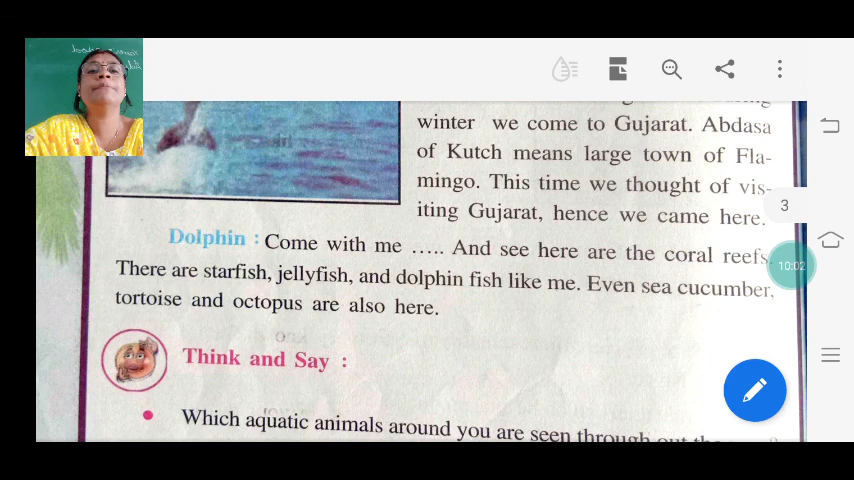 winter we come to Gujarat. Abdasa
of Kutch means large town of Fla-
mingo. This time we thought of vis-
iting Gujarat, hence we came here.
3
Dolphin : Come with me ..... And see here are the coral reefs.
10:02
There are starfish, jellyfish, and dolphin fish like me. Even sea cucumber,
tortoise and octopus are also here.
Think and Say :
• Which aquatic animals around you are seen through out the